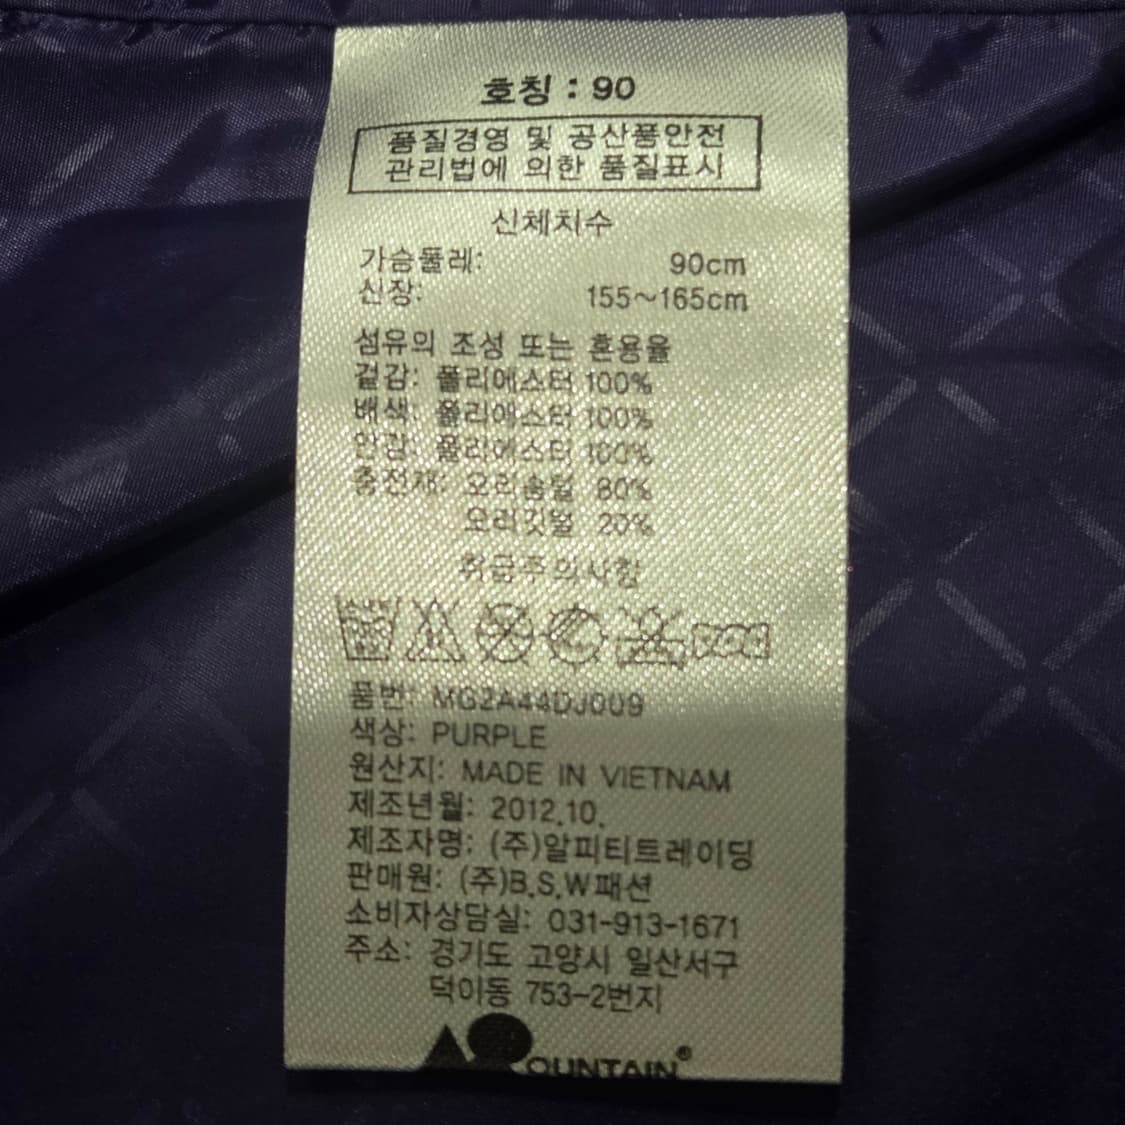 호칭 : 90
품질경영 및 공산품안전
관리법에 의한 품질표시
신체치수
가슴둘레: 90cm
신장: 155~165cm
섬유의 조성 또는 혼용율
겉감: 폴리에스터 100%
배색: 폴리에스터 100%
안감: 폴리에스터 100%
충전재: 오리솜털 80%
오리깃털 20%
취급주의사항
품번: MG2A44DJ009
색상: PURPLE
원산지: MADE IN VIETNAM
제조년월: 2012.10.
제조자명: (주)알피티트레이딩
판매원: (주)B.S.W패션
소비자상담실: 031-913-1671
주소: 경기도 고양시 일산서구
덕이동 753-2번지
OUNTAIN®